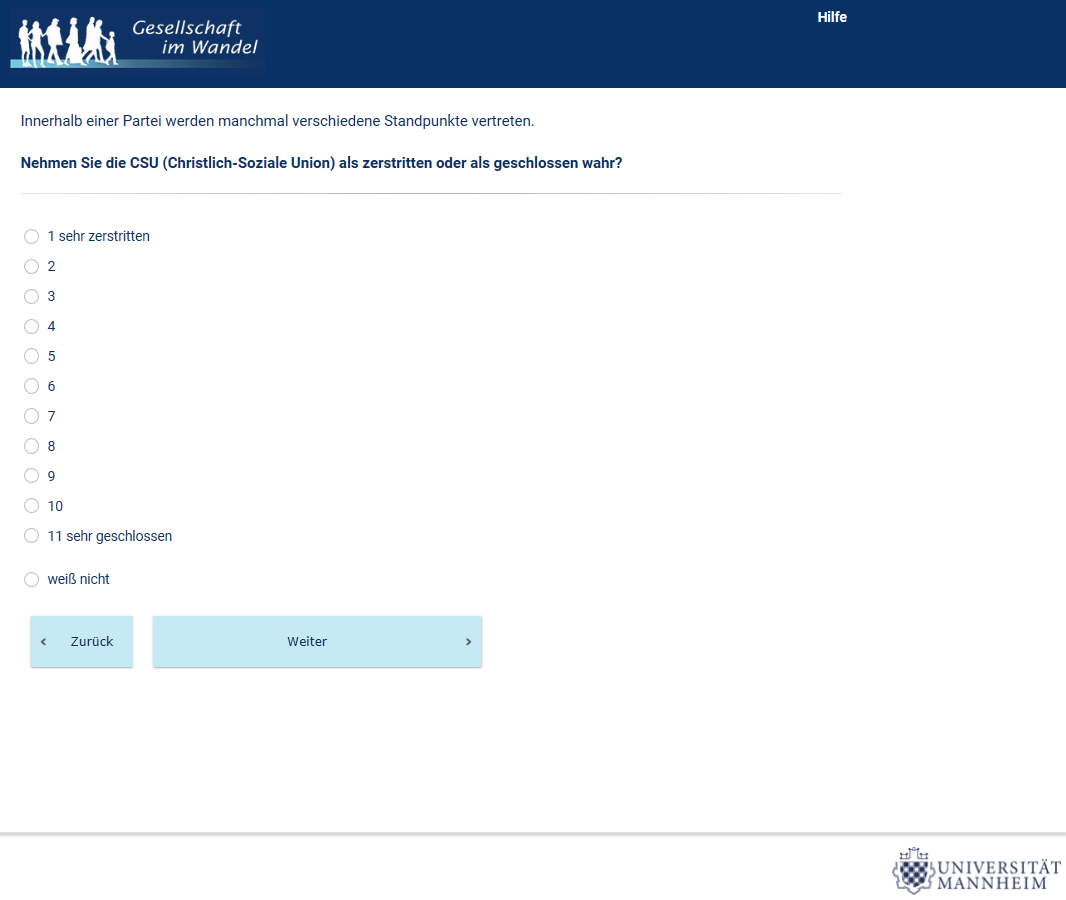 Gesellschaft
im Wandel
Hilfe
Innerhalb einer Partei werden manchmal verschiedene Standpunkte vertreten.
Nehmen Sie die CSU (Christlich-Soziale Union) als zerstritten oder als geschlossen wahr?
1 sehr zerstritten
2
3
4
5
6
7
8
9
10
11 sehr geschlossen
weiß nicht
‹ Zurück
Weiter ›
UNIVERSITÄT
MANNHEIM